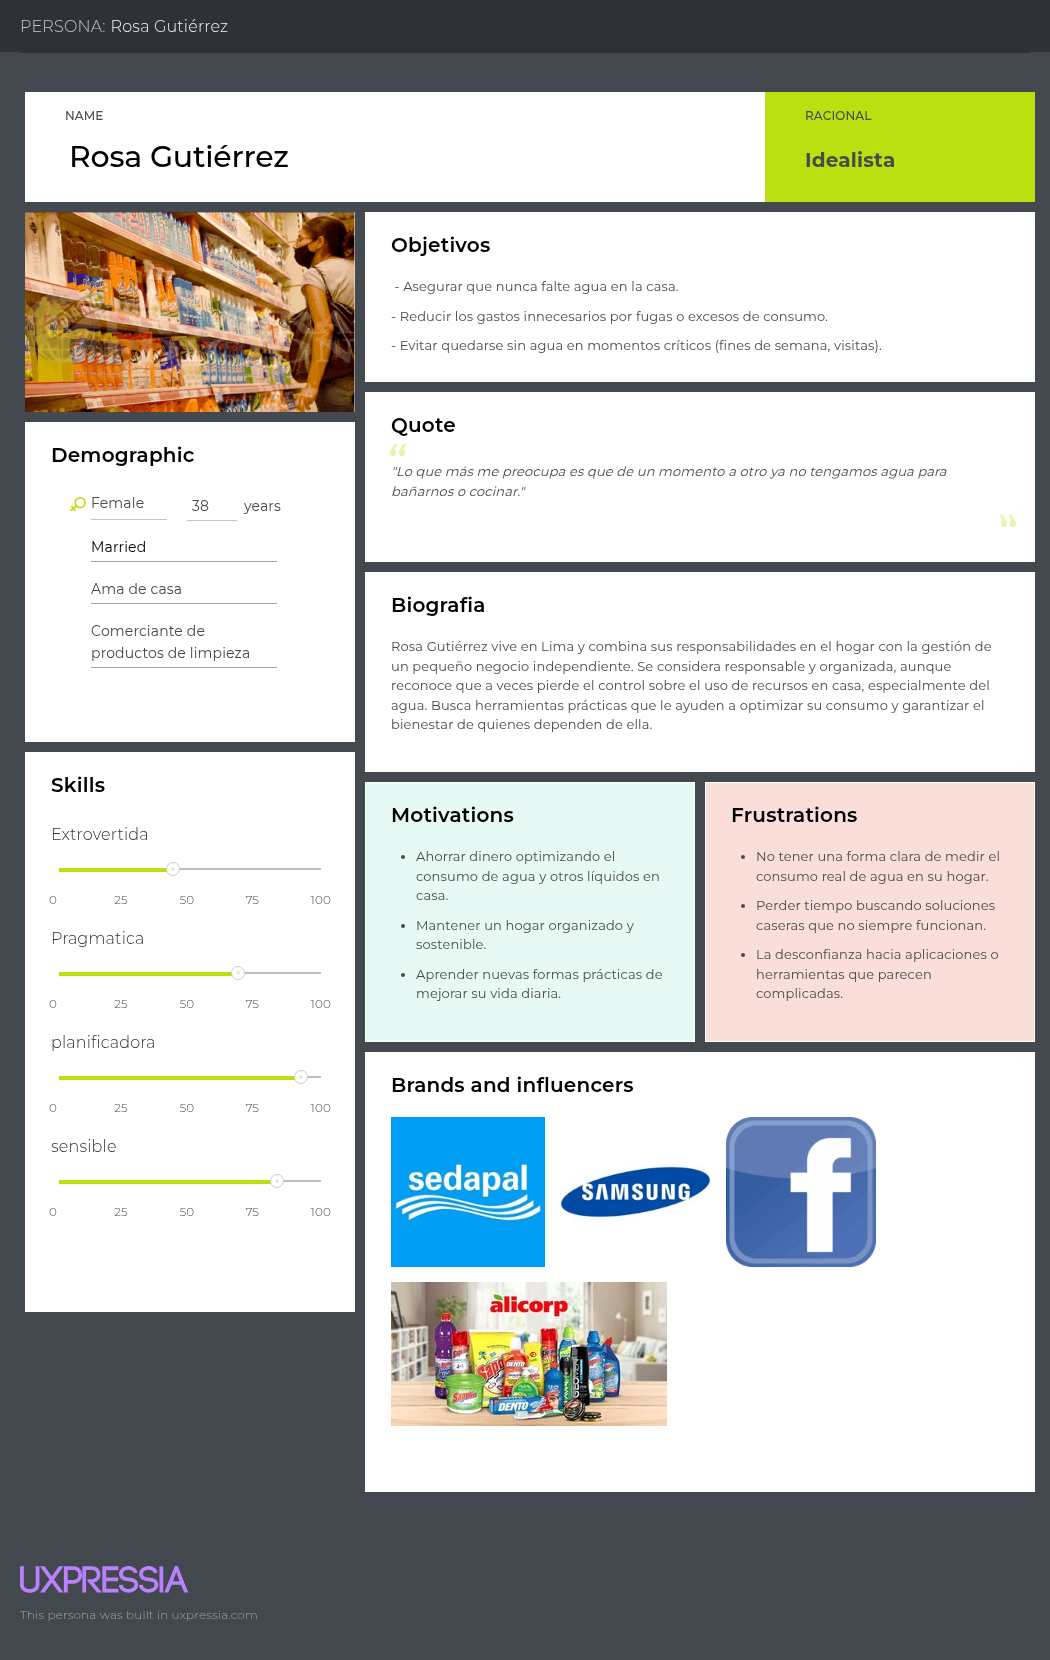 PERSONA: Rosa Gutiérrez
NAME
Rosa Gutiérrez
RACIONAL
Idealista
Demographic
Female 38 years
Married
Ama de casa
Comerciante de
productos de limpieza
Skills
Extrovertida
0 25 50 75 100
Pragmatica
0 25 50 75 100
planificadora
0 25 50 75 100
sensible
0 25 50 75 100
Objetivos
- Asegurar que nunca falte agua en la casa.
- Reducir los gastos innecesarios por fugas o excesos de consumo.
- Evitar quedarse sin agua en momentos críticos (fines de semana, visitas).
Quote
"Lo que más me preocupa es que de un momento a otro ya no tengamos agua para
bañarnos o cocinar."
Biografia
Rosa Gutiérrez vive en Lima y combina sus responsabilidades en el hogar con la gestión de
un pequeño negocio independiente. Se considera responsable y organizada, aunque
reconoce que a veces pierde el control sobre el uso de recursos en casa, especialmente del
agua. Busca herramientas prácticas que le ayuden a optimizar su consumo y garantizar el
bienestar de quienes dependen de ella.
Motivations
• Ahorrar dinero optimizando el
consumo de agua y otros líquidos en
casa.
• Mantener un hogar organizado y
sostenible.
• Aprender nuevas formas prácticas de
mejorar su vida diaria.
Frustrations
• No tener una forma clara de medir el
consumo real de agua en su hogar.
• Perder tiempo buscando soluciones
caseras que no siempre funcionan.
• La desconfianza hacia aplicaciones o
herramientas que parecen
complicadas.
Brands and influencers
sedapal
SAMSUNG
f
alicorp
Sapolio
DENTO
DENTO
UXPRESSIA
This persona was built in uxpressia.com